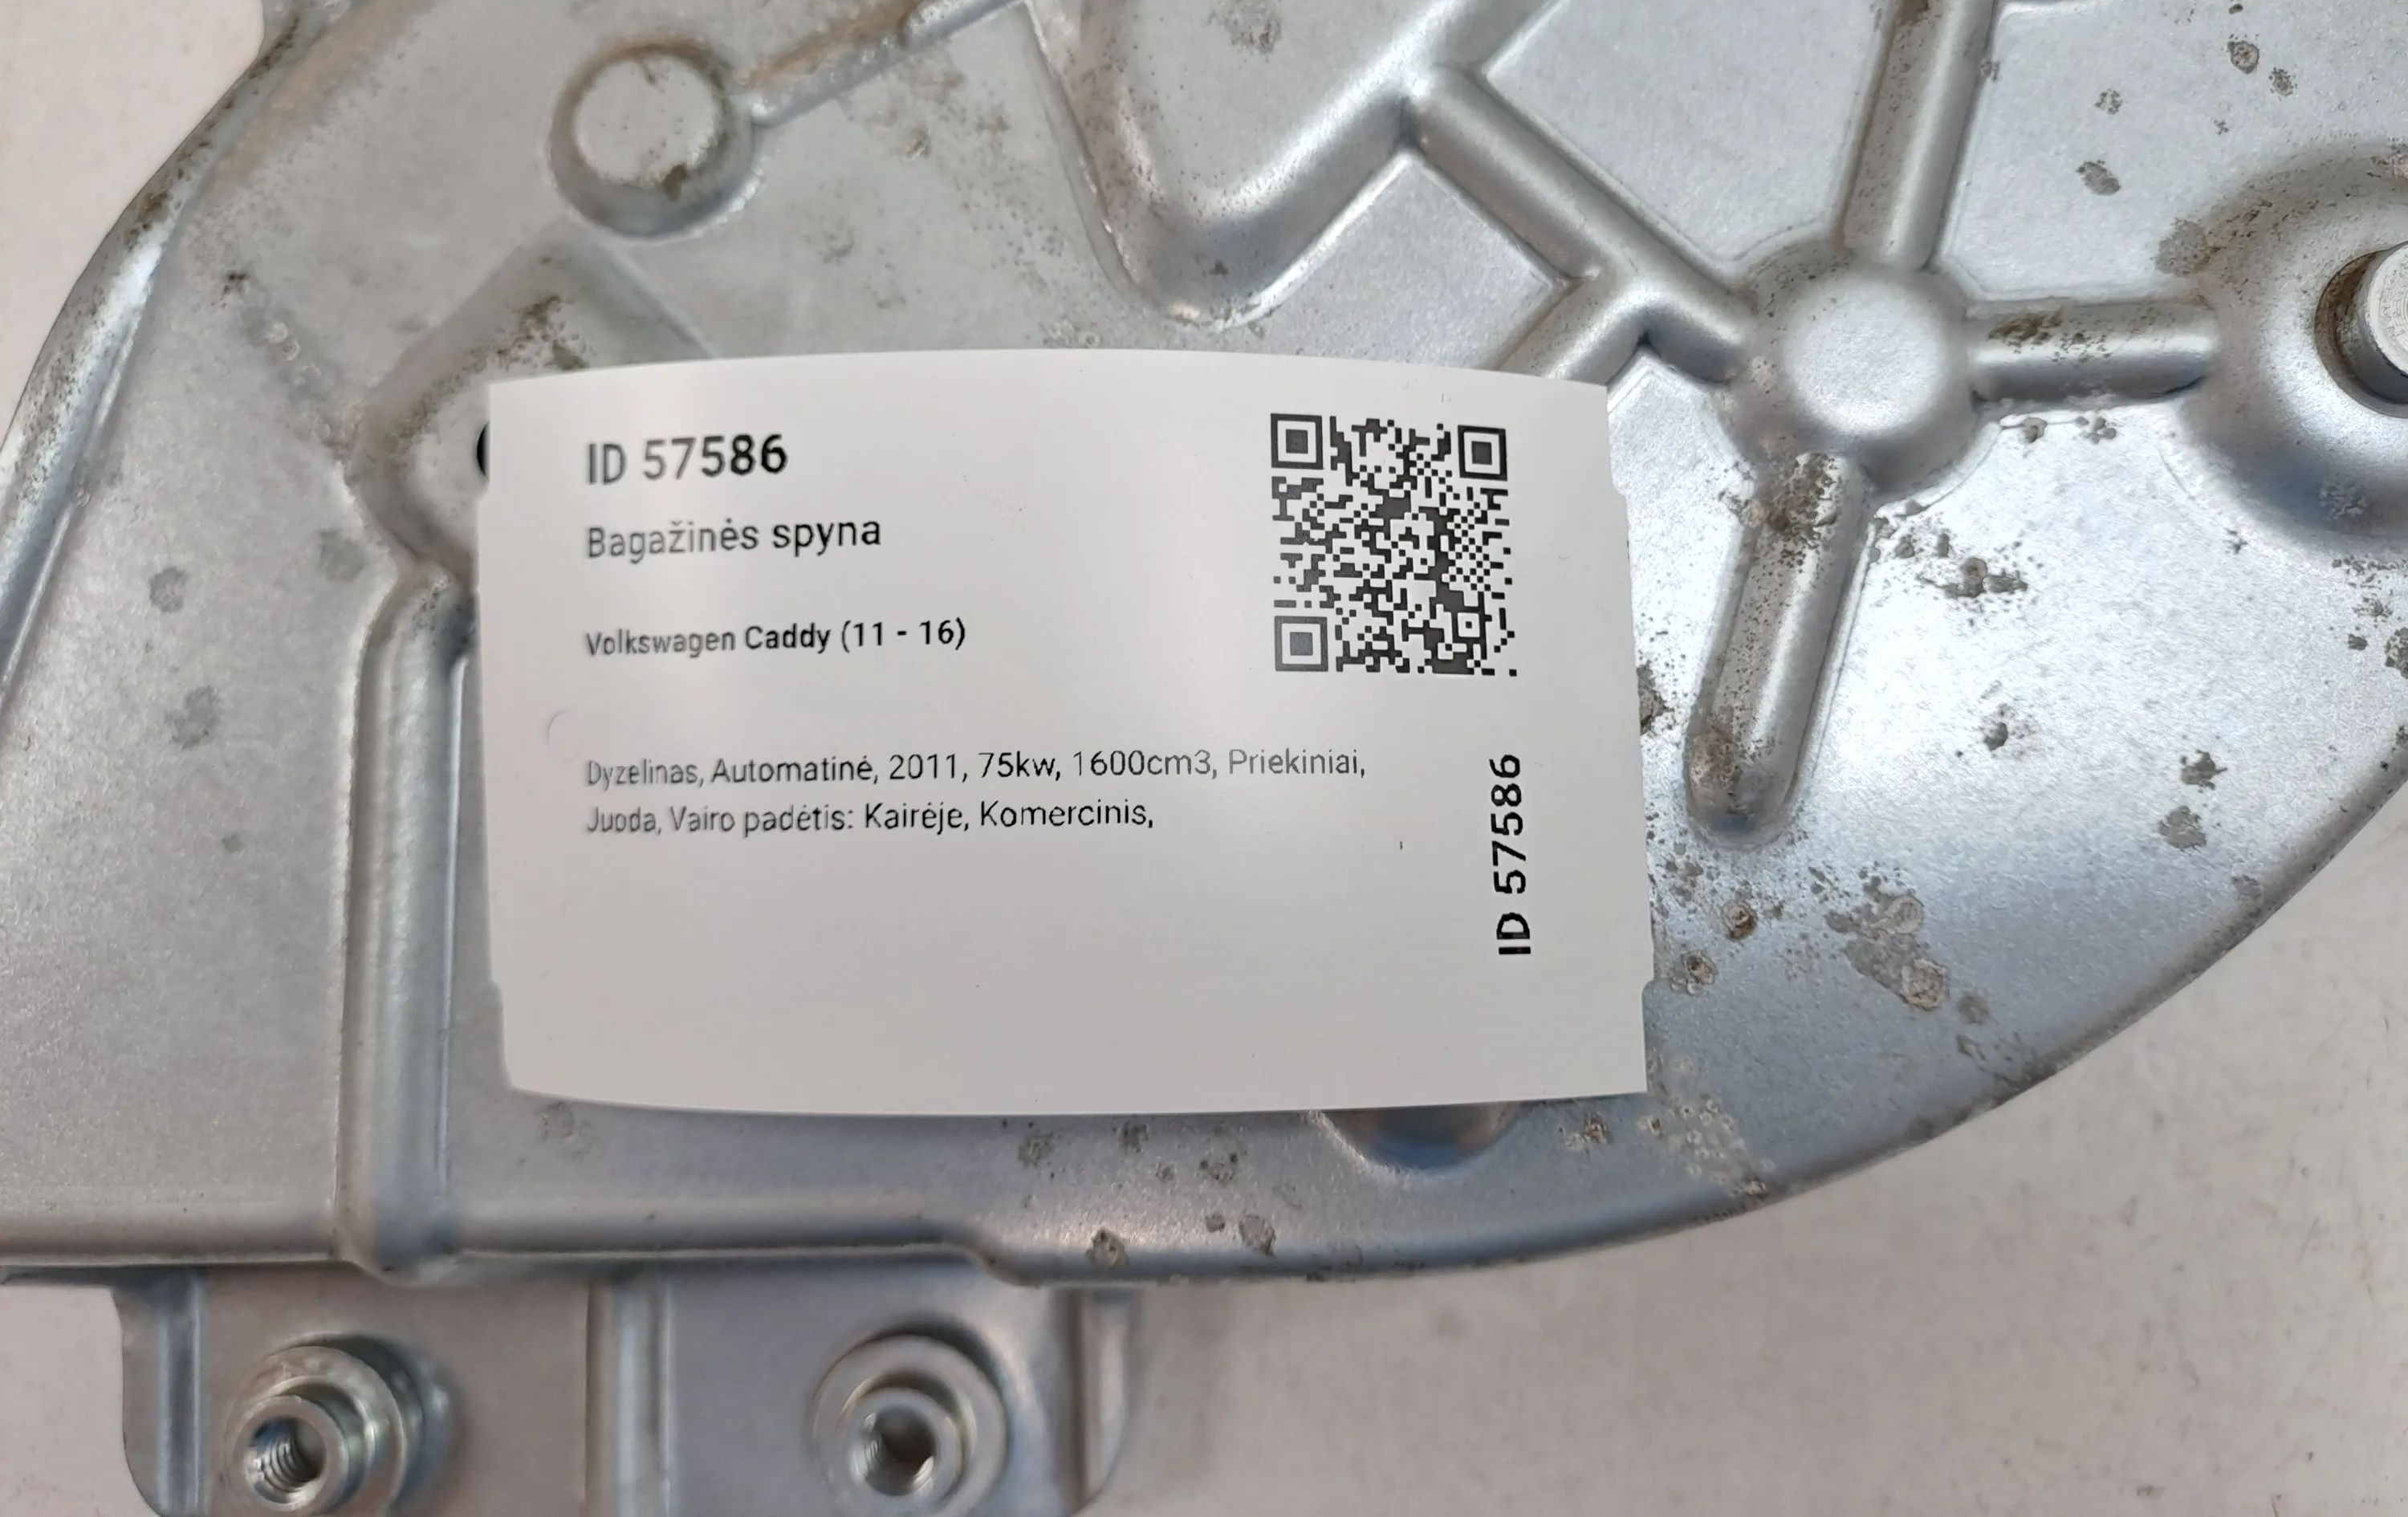 ID 57586
Bagažinės spyna
Volkswagen Caddy (11 - 16)
Dyzelinas, Automatinė, 2011, 75kw, 1600cm3, Priekiniai,
Juoda, Vairo padėtis: Kairėje, Komercinis,
ID 57586